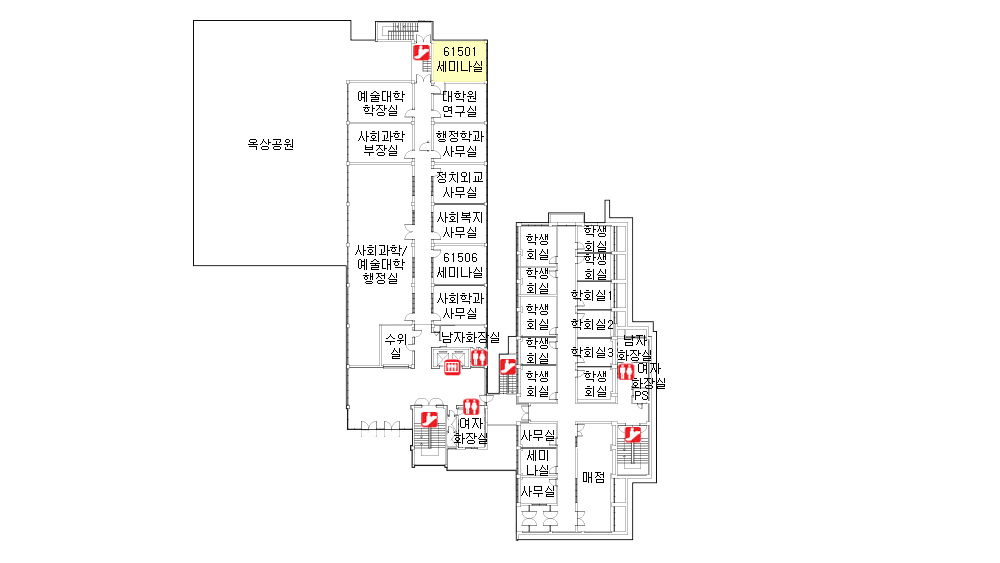 61501
세미나실
예술대학
학장실
대학원
연구실
옥상공원
사회과학
부장실
행정학과
사무실
정치외교
사무실
사회복지
사무실
사회과학/
예술대학
행정실
61506
세미나실
사회학과
사무실
수위
실
남자화장실
여자
화장실
학생
회실
학생
회실
학생
회실
학생
회실
학생
회실
학생
회실
학생
회실
학회실1
학회실2
학회실3
학생
회실
남자
화장실
여자
화장실
PS
사무실
세미
나실
사무실
매점